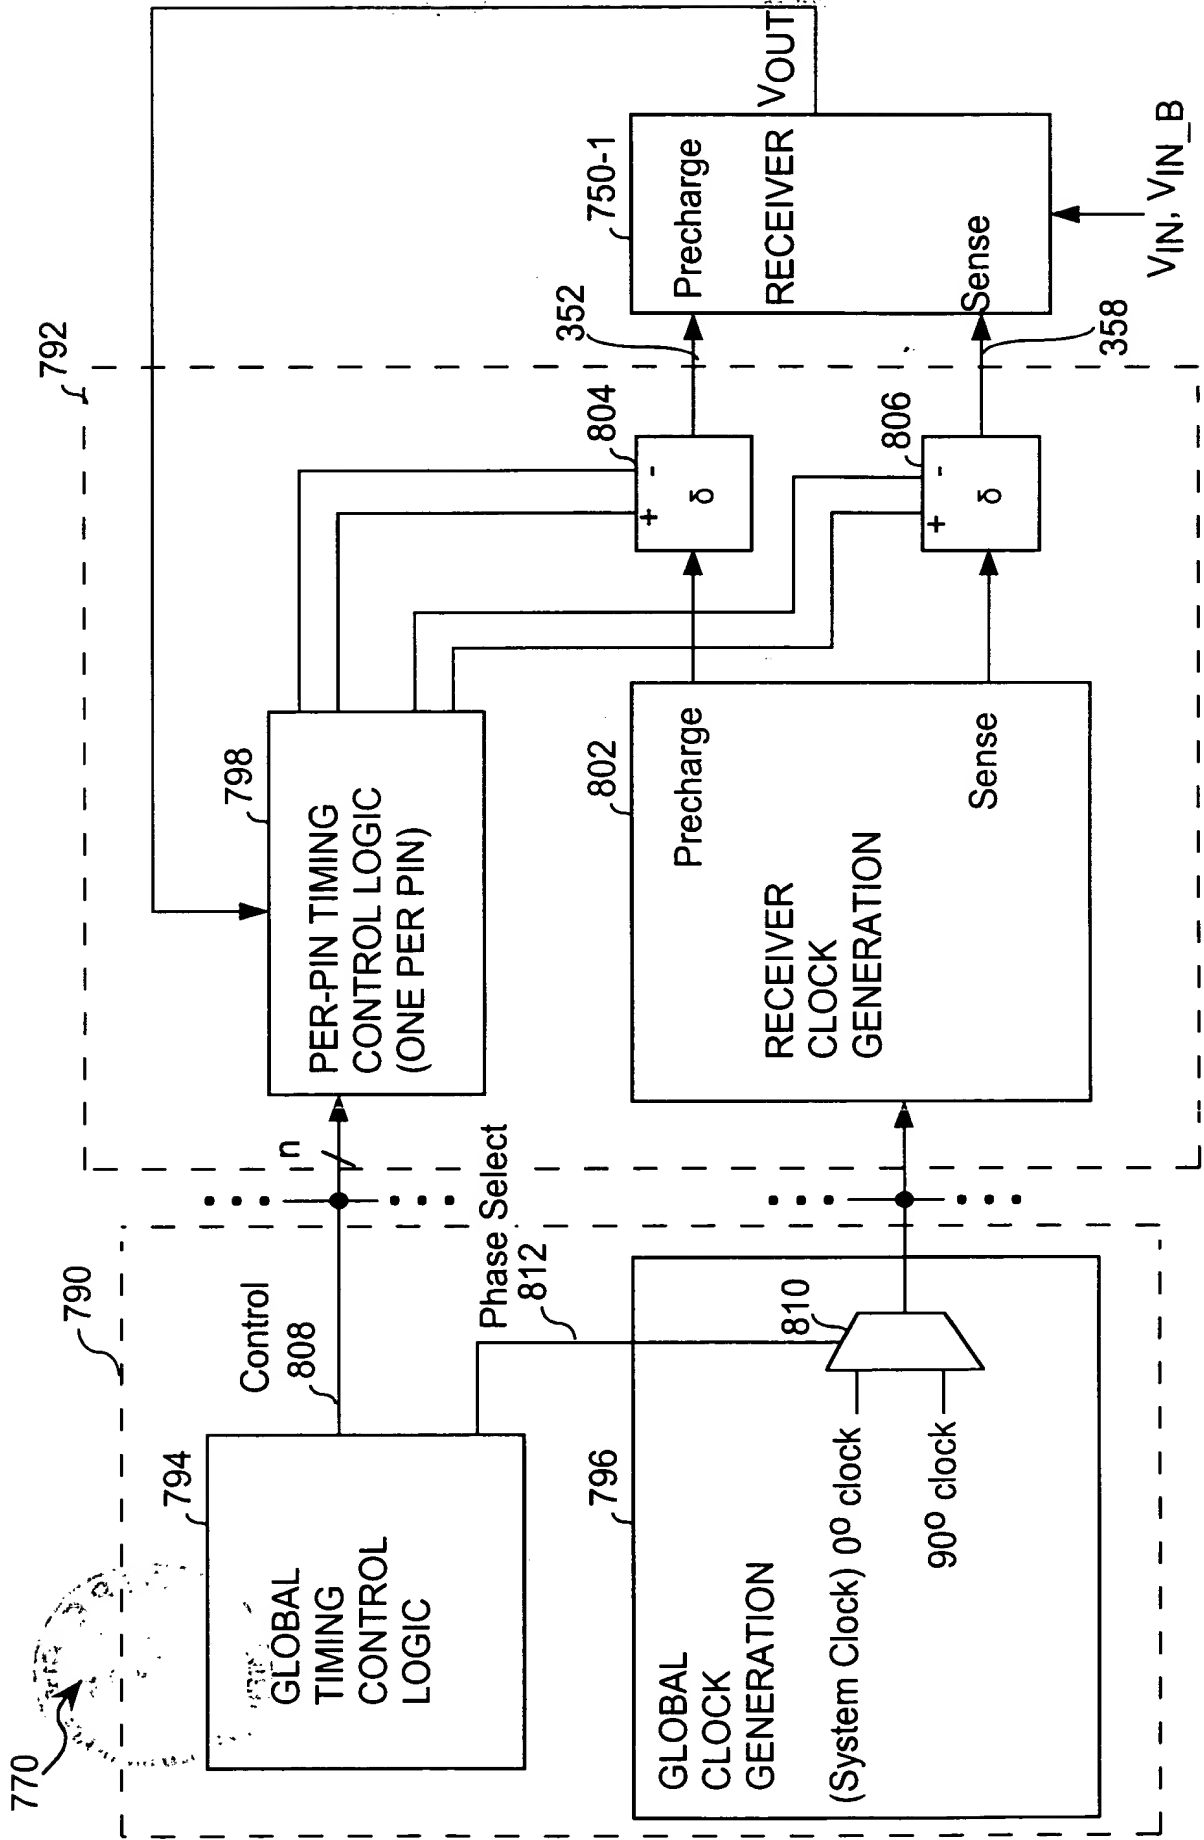 770
790
792
794
GLOBAL
TIMING
CONTROL
LOGIC
Control
808
Phase Select
812
n
798
PER-PIN TIMING
CONTROL LOGIC
(ONE PER PIN)
796
GLOBAL
CLOCK
GENERATION
(System Clock) 0º clock
90º clock
810
802
Precharge
RECEIVER
CLOCK
GENERATION
Sense
804
+ -
δ
806
+ -
δ
352
358
750-1
Precharge
RECEIVER
Sense
VOUT
VIN, VIN_B